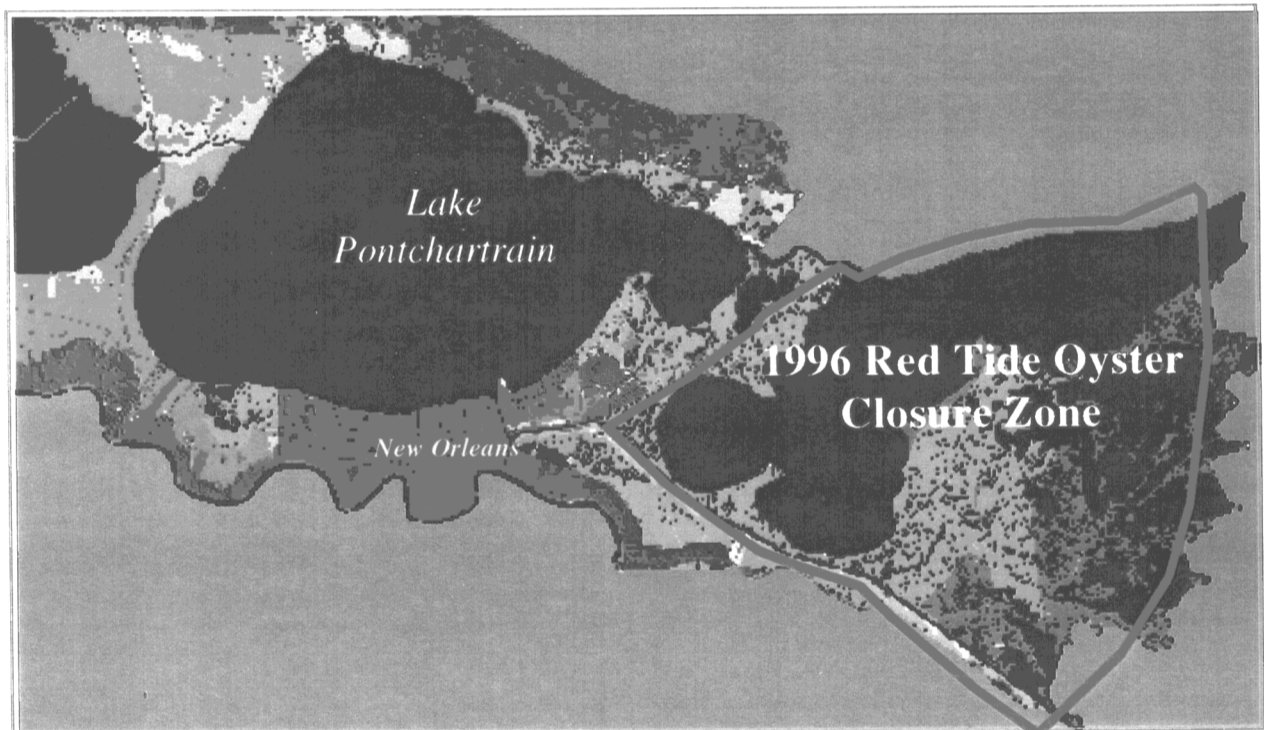 Lake
Pontchartrain
1996 Red Tide Oyster
Closure Zone
New Orleans